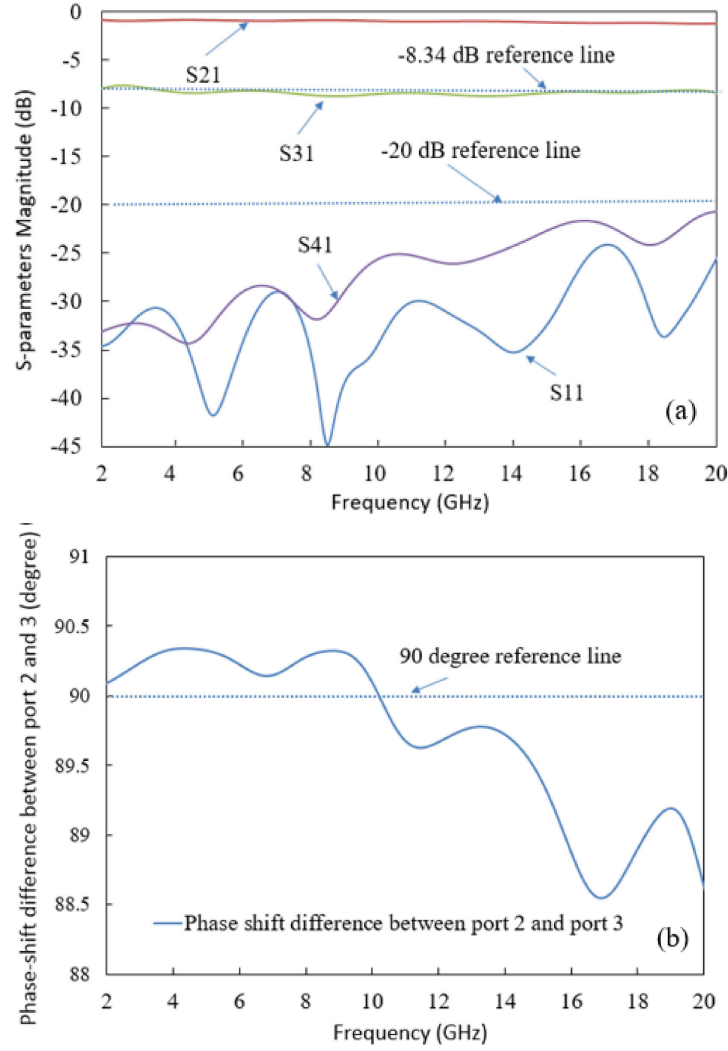 0
-5
-10
-15
-20
-25
-30
-35
-40
-45
S-parameters Magnitude (dB)
S21
-8.34 dB reference line
S31
-20 dB reference line
S41
S11
(a)
2 4 6 8 10 12 14 16 18 20
Frequency (GHz)
91
90.5
90
89.5
89
88.5
88
Phase-shift difference between port 2 and 3 (degree)
90 degree reference line
Phase shift difference between port 2 and port 3
(b)
2 4 6 8 10 12 14 16 18 20
Frequency (GHz)